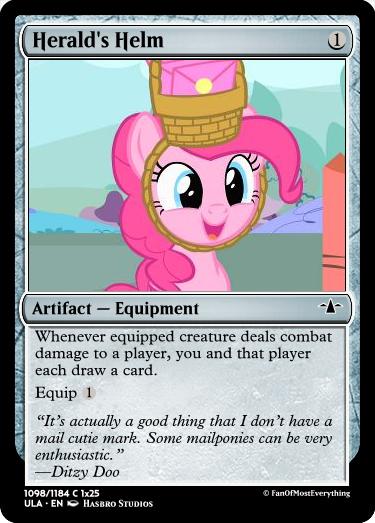 Herald's Helm 1
Artifact — Equipment
Whenever equipped creature deals combat
damage to a player, you and that player
each draw a card.
Equip 1
“It's actually a good thing that I don't have a
mail cutie mark. Some mailponies can be very
enthusiastic.”
—Ditzy Doo
1098/1184 C 1x25
ULA • EN Hasbro Studios
© FanOfMostEverything